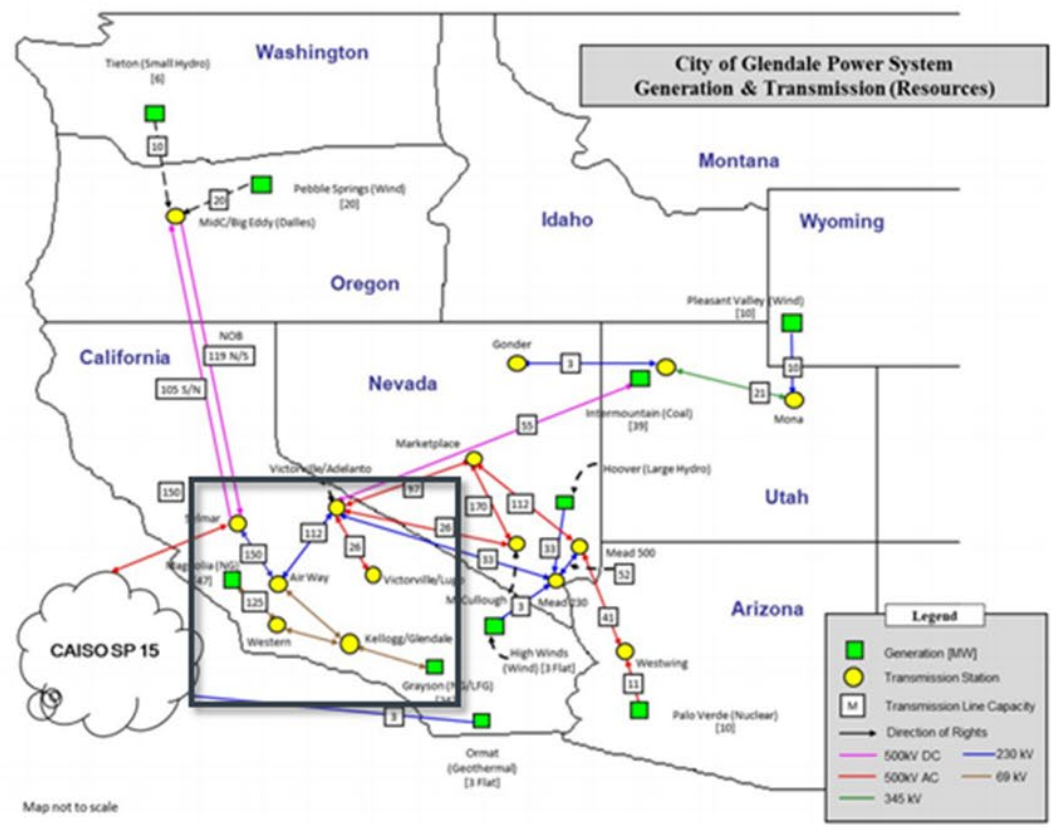 Washington
City of Glendale Power System
Generation & Transmission (Resources)
Tieton (Small Hydro)
[6]
10
Montana
Pebble Springs (Wind)
[20]
20
MidC/Big Eddy (Dalles)
Idaho
Wyoming
Oregon
Pleasant Valley (Wind)
[10]
NOB
119 N/S
California
105 S/N
Gonder
3
10
Nevada
21
Intermountain (Coal)
[39]
Mona
55
Marketplace
Victorville/Adelanto
Hoover (Large Hydro)
150
97
170
112
Utah
Sylmar
112
26
26
33
33
Mead 500
150
52
Magnolia (NG)
[47]
Air Way
Victorville/Lugo
McCullough
Mead 230
125
3
41
Arizona
Western
Kellogg/Glendale
CAISO SP 15
High Winds
(Wind) [3 Flat]
Westwing
11
Grayson (NG/LFG)
3
Palo Verde (Nuclear)
[10]
Ormat
(Geothermal)
[3 Flat]
Map not to scale
Legend
Generation [MW]
Transmission Station
M
Transmission Line Capacity
Direction of Rights
500kV DC
230 kV
500kV AC
69 kV
345 kV